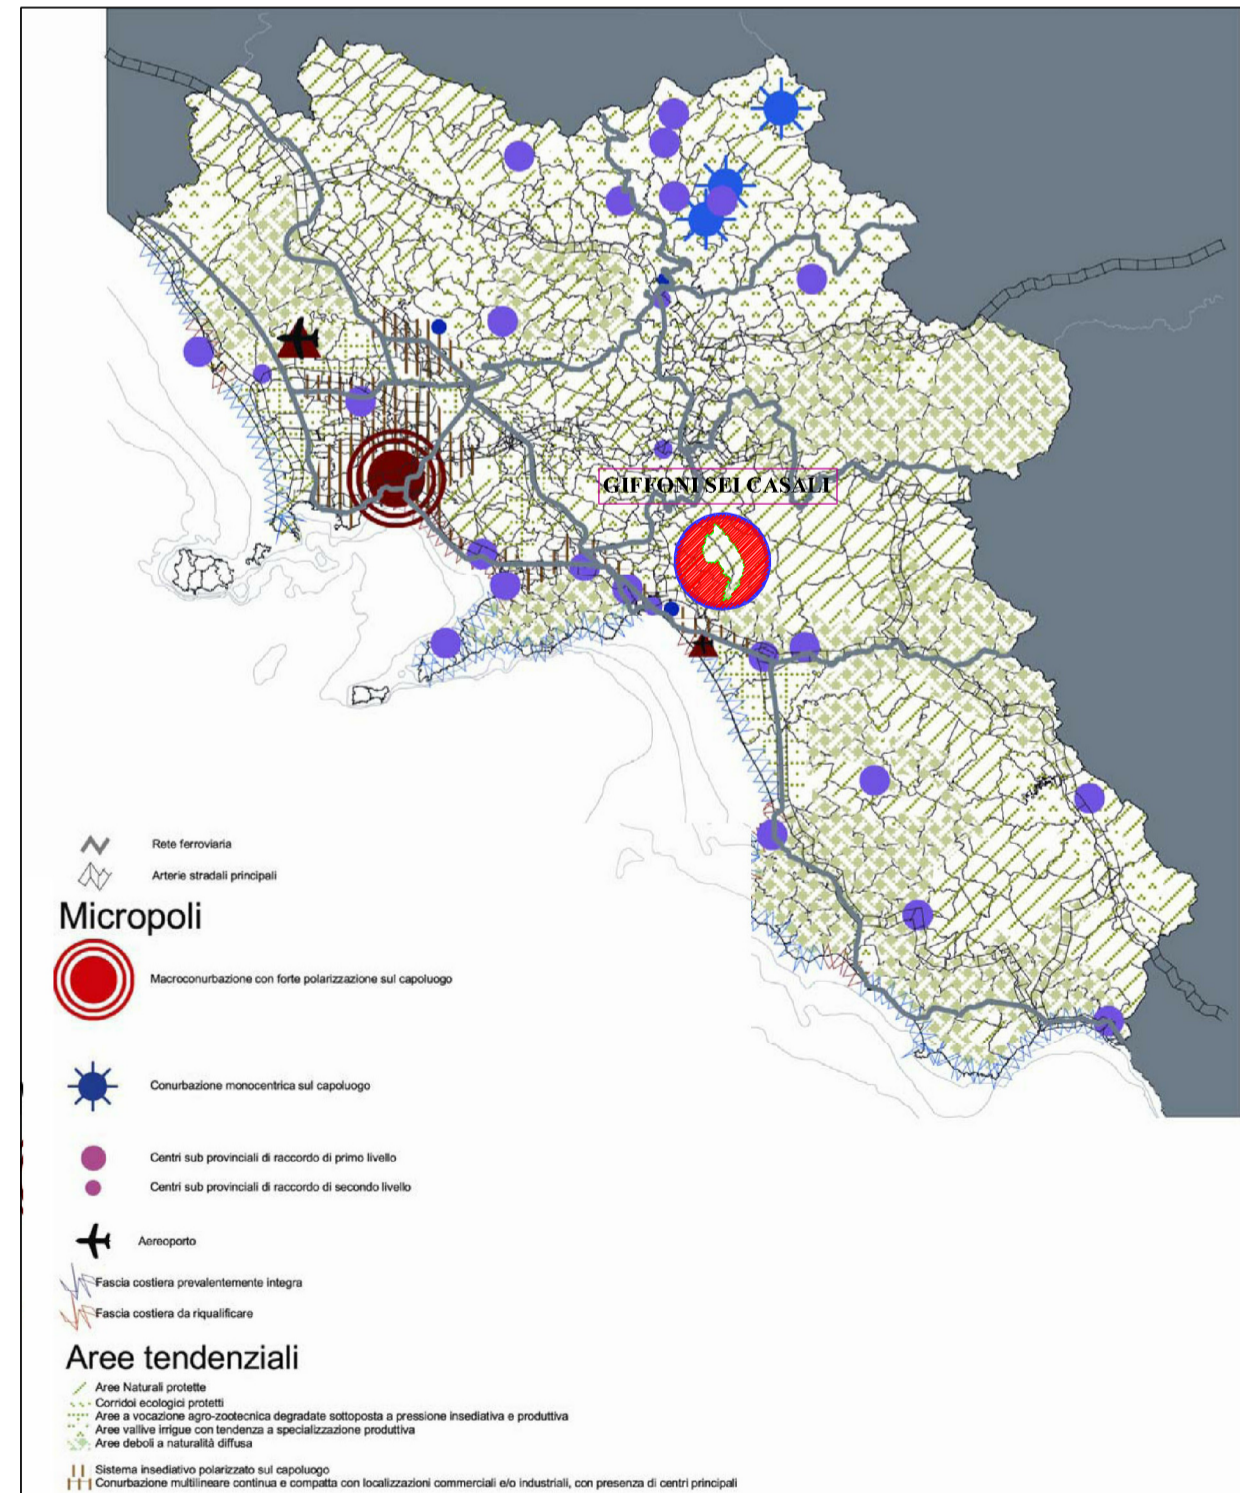 GIFFONI SEI CASALI
Rete ferroviaria
Arterie stradali principali
Micropoli
Macroconurbazione con forte polarizzazione sul capoluogo
Conurbazione monocentrica sul capoluogo
Centri sub provinciali di raccordo di primo livello
Centri sub provinciali di raccordo di secondo livello
Aereoporto
Fascia costiera prevalentemente integra
Fascia costiera da riqualificare
Aree tendenziali
Aree Naturali protette
Corridoi ecologici protetti
Aree a vocazione agro-zootecnica degradate sottoposta a pressione insediativa e produttiva
Aree vallive irrigue con tendenza a specializzazione produttiva
Aree deboli a naturalità diffusa
Sistema insediativo polarizzato sul capoluogo
Conurbazione multilineare continua e compatta con localizzazioni commerciali e/o industriali, con presenza di centri principali